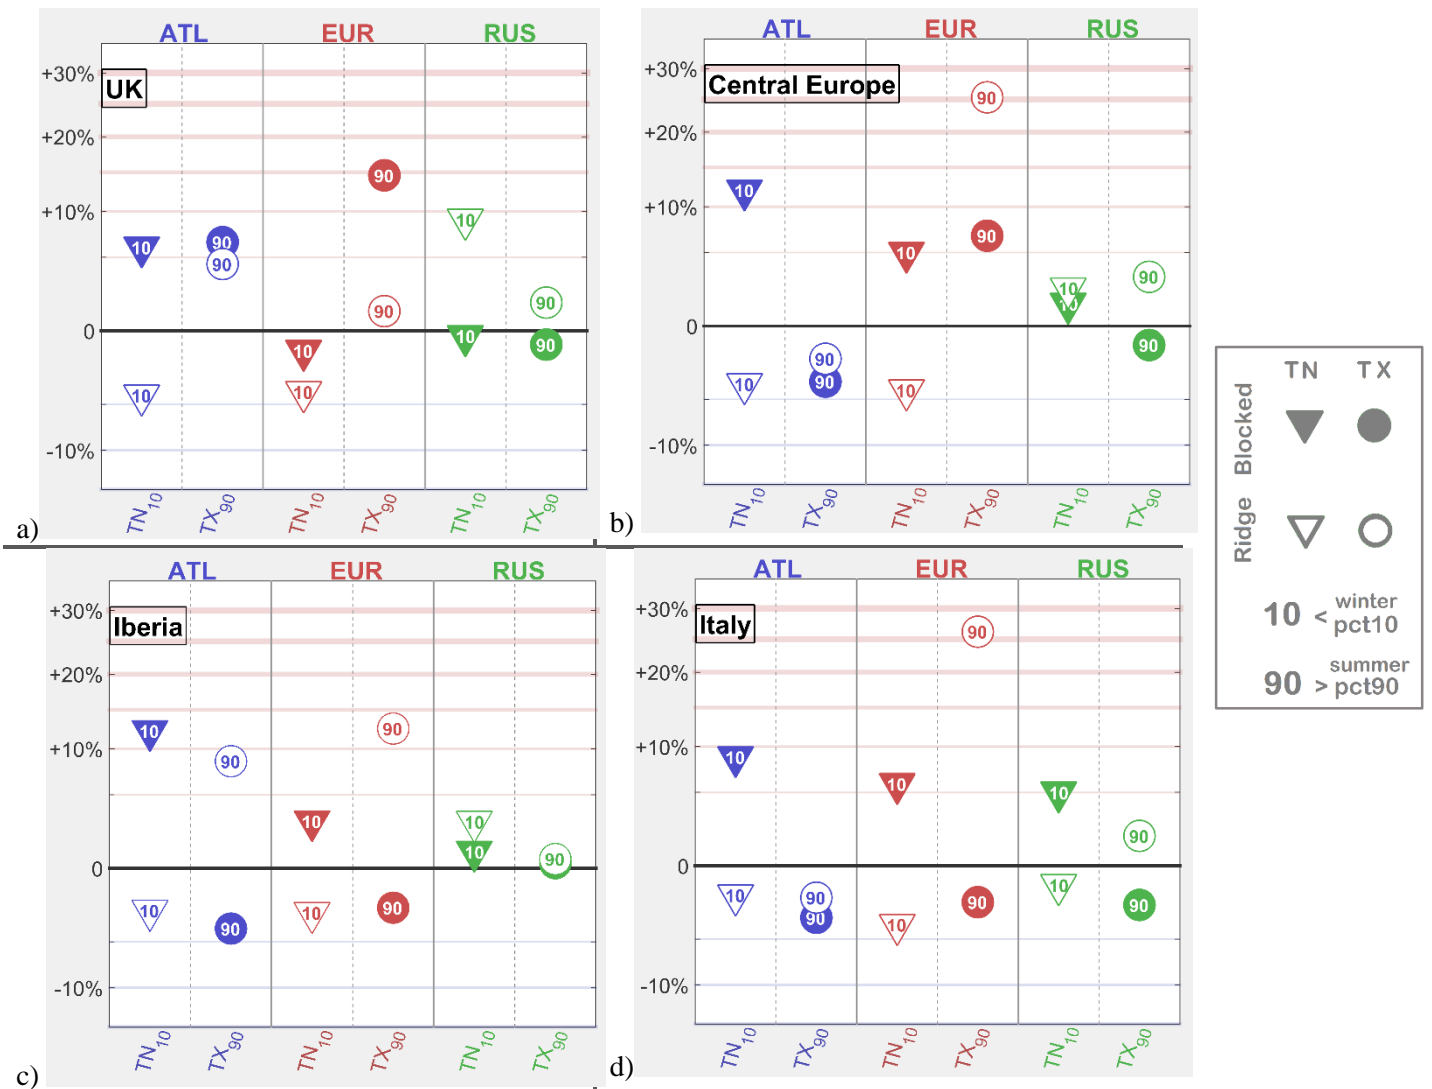 ATL EUR RUS
+30%
UK
+20%
90
+10%
10
10 90
90
90
90
0
10
90
10
10
10
-10%
a)
TN10 TX90 TN10 TX90 TN10 TX90
ATL EUR RUS
+30%
Central Europe
90
+20%
10
+10%
90
10
90
10
10
0
90
90
10 90
10
-10%
b)
TN10 TX90 TN10 TX90 TN10 TX90
TN TX
Blocked
Ridge
10 < winter
pct10
90 > summer
pct90
ATL EUR RUS
+30%
Iberia
+20%
10 90
+10%
90
10 10
10 90
0
10 10 90
90
-10%
c)
TN10 TX90 TN10 TX90 TN10 TX90
ATL EUR RUS
+30%
Italy
90
+20%
+10%
10
10
10
90
0
10
10 90
90 90
90
10
-10%
d)
TN10 TX90 TN10 TX90 TN10 TX90